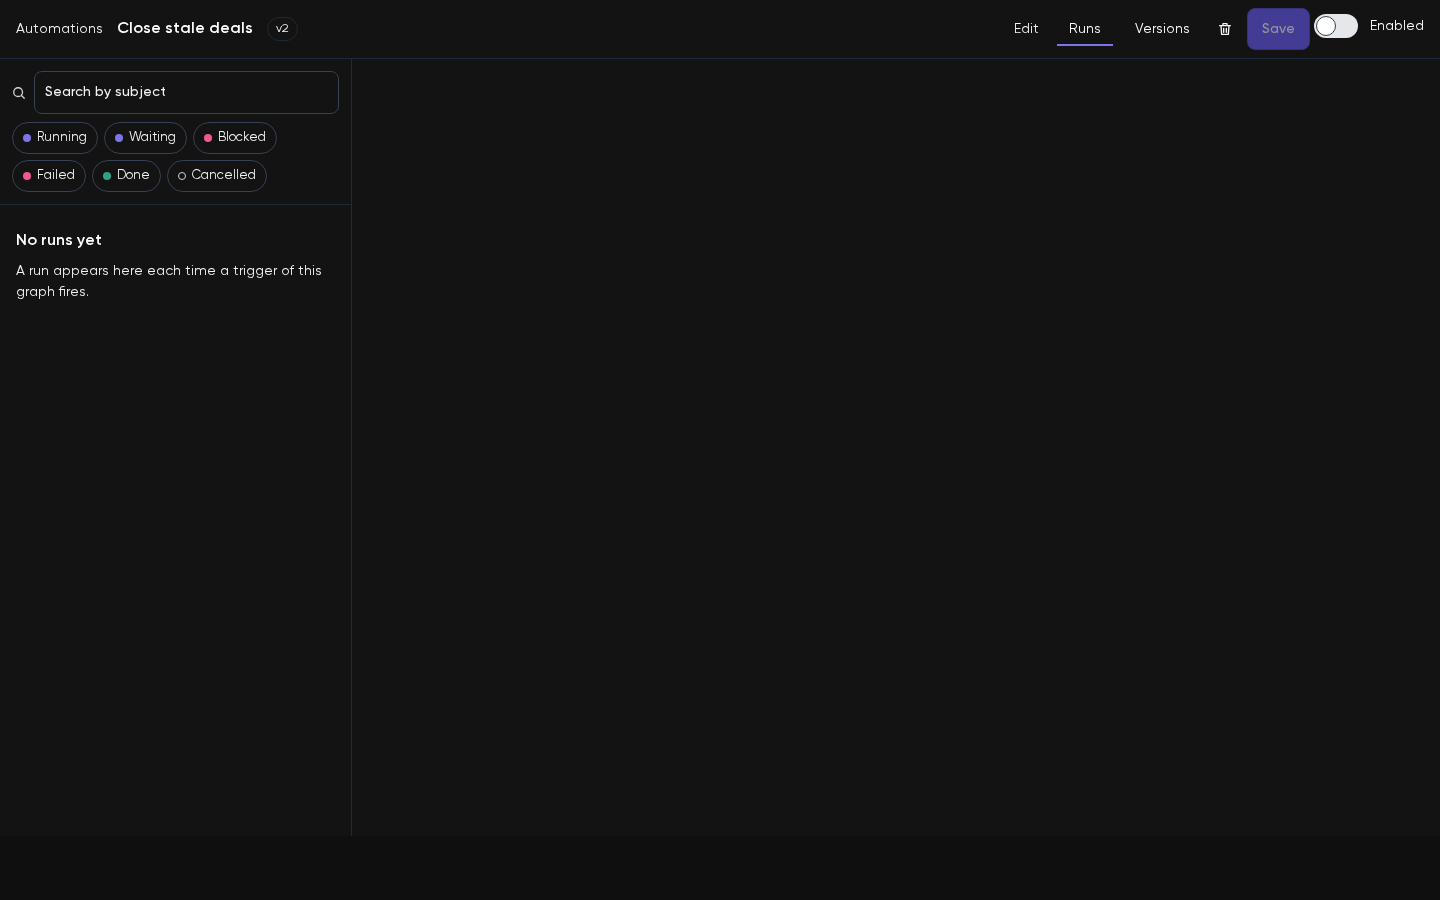 Automations Close stale deals v2 Edit Runs Versions Save Enabled
Search by subject
Running Waiting Blocked
Failed Done Cancelled
No runs yet
A run appears here each time a trigger of this
graph fires.